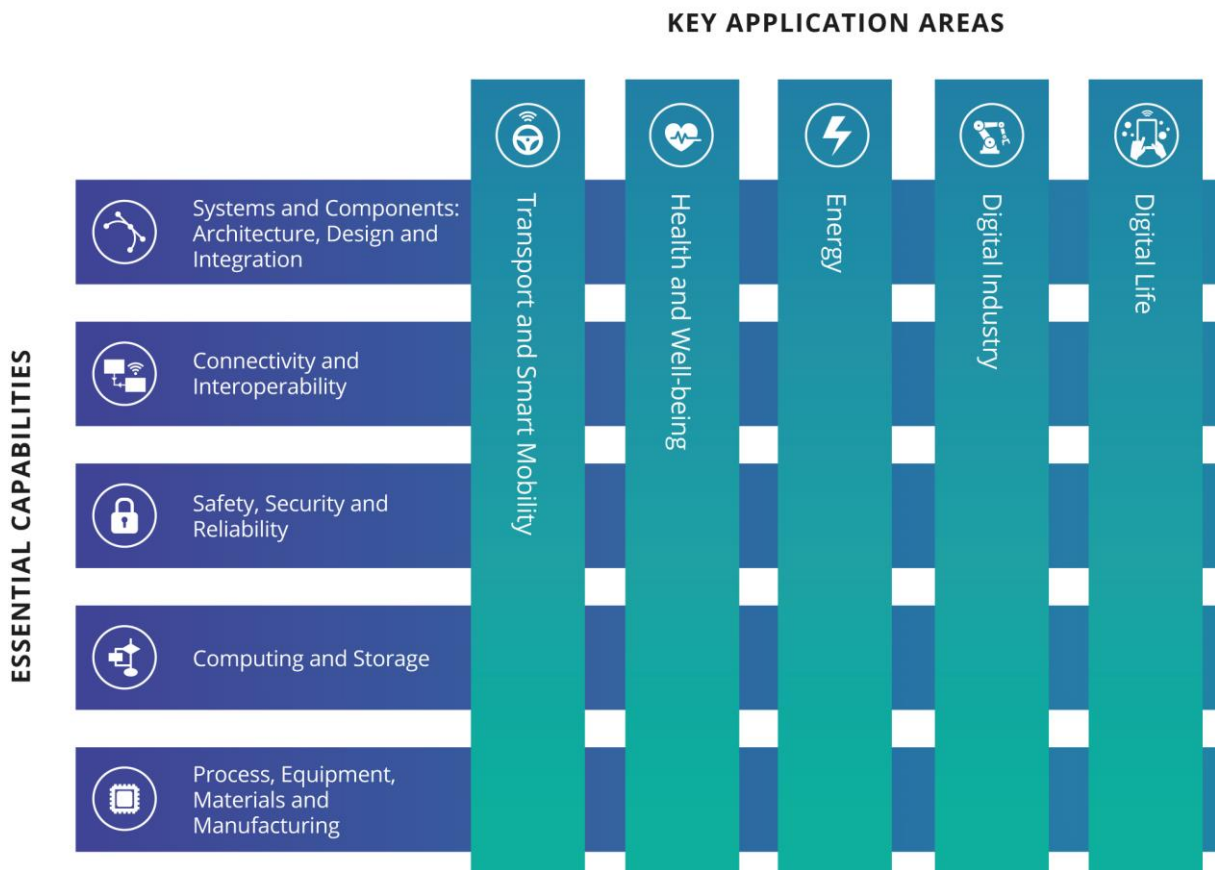 KEY APPLICATION AREAS
Transport and Smart Mobility
Health and Well-being
Energy
Digital Industry
Digital Life
ESSENTIAL CAPABILITIES
Systems and Components:
Architecture, Design and
Integration
Connectivity and
Interoperability
Safety, Security and
Reliability
Computing and Storage
Process, Equipment,
Materials and
Manufacturing